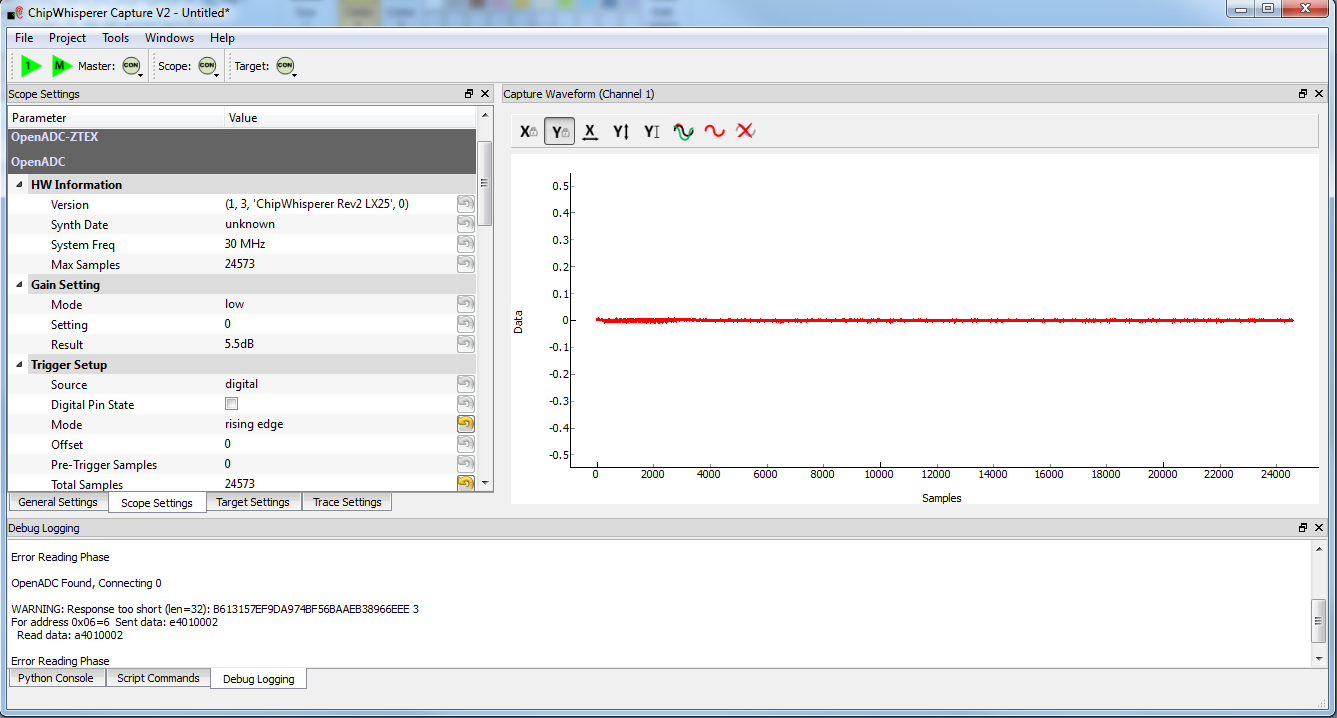 ChipWhisperer Capture V2 - Untitled*
File Project Tools Windows Help
1 M Master: CON Scope: CON Target: CON
Scope Settings
Parameter Value
OpenADC-ZTEX
OpenADC
HW Information
Version (1, 3, 'ChipWhisperer Rev2 LX25', 0)
Synth Date unknown
System Freq 30 MHz
Max Samples 24573
Gain Setting
Mode low
Setting 0
Result 5.5dB
Trigger Setup
Source digital
Digital Pin State
Mode rising edge
Offset 0
Pre-Trigger Samples 0
Total Samples 24573
General Settings Scope Settings Target Settings Trace Settings
Capture Waveform (Channel 1)
X Y X Y Y
0.5
0.4
0.3
0.2
0.1
0
-0.1
-0.2
-0.3
-0.4
-0.5
Data
0 2000 4000 6000 8000 10000 12000 14000 16000 18000 20000 22000 24000
Samples
Debug Logging
Error Reading Phase
OpenADC Found, Connecting 0
WARNING: Response too short (len=32): B613157EF9DA974BF56BAAEB38966EEE 3
For address 0x06=6 Sent data: e4010002
Read data: a4010002
Error Reading Phase
Python Console Script Commands Debug Logging